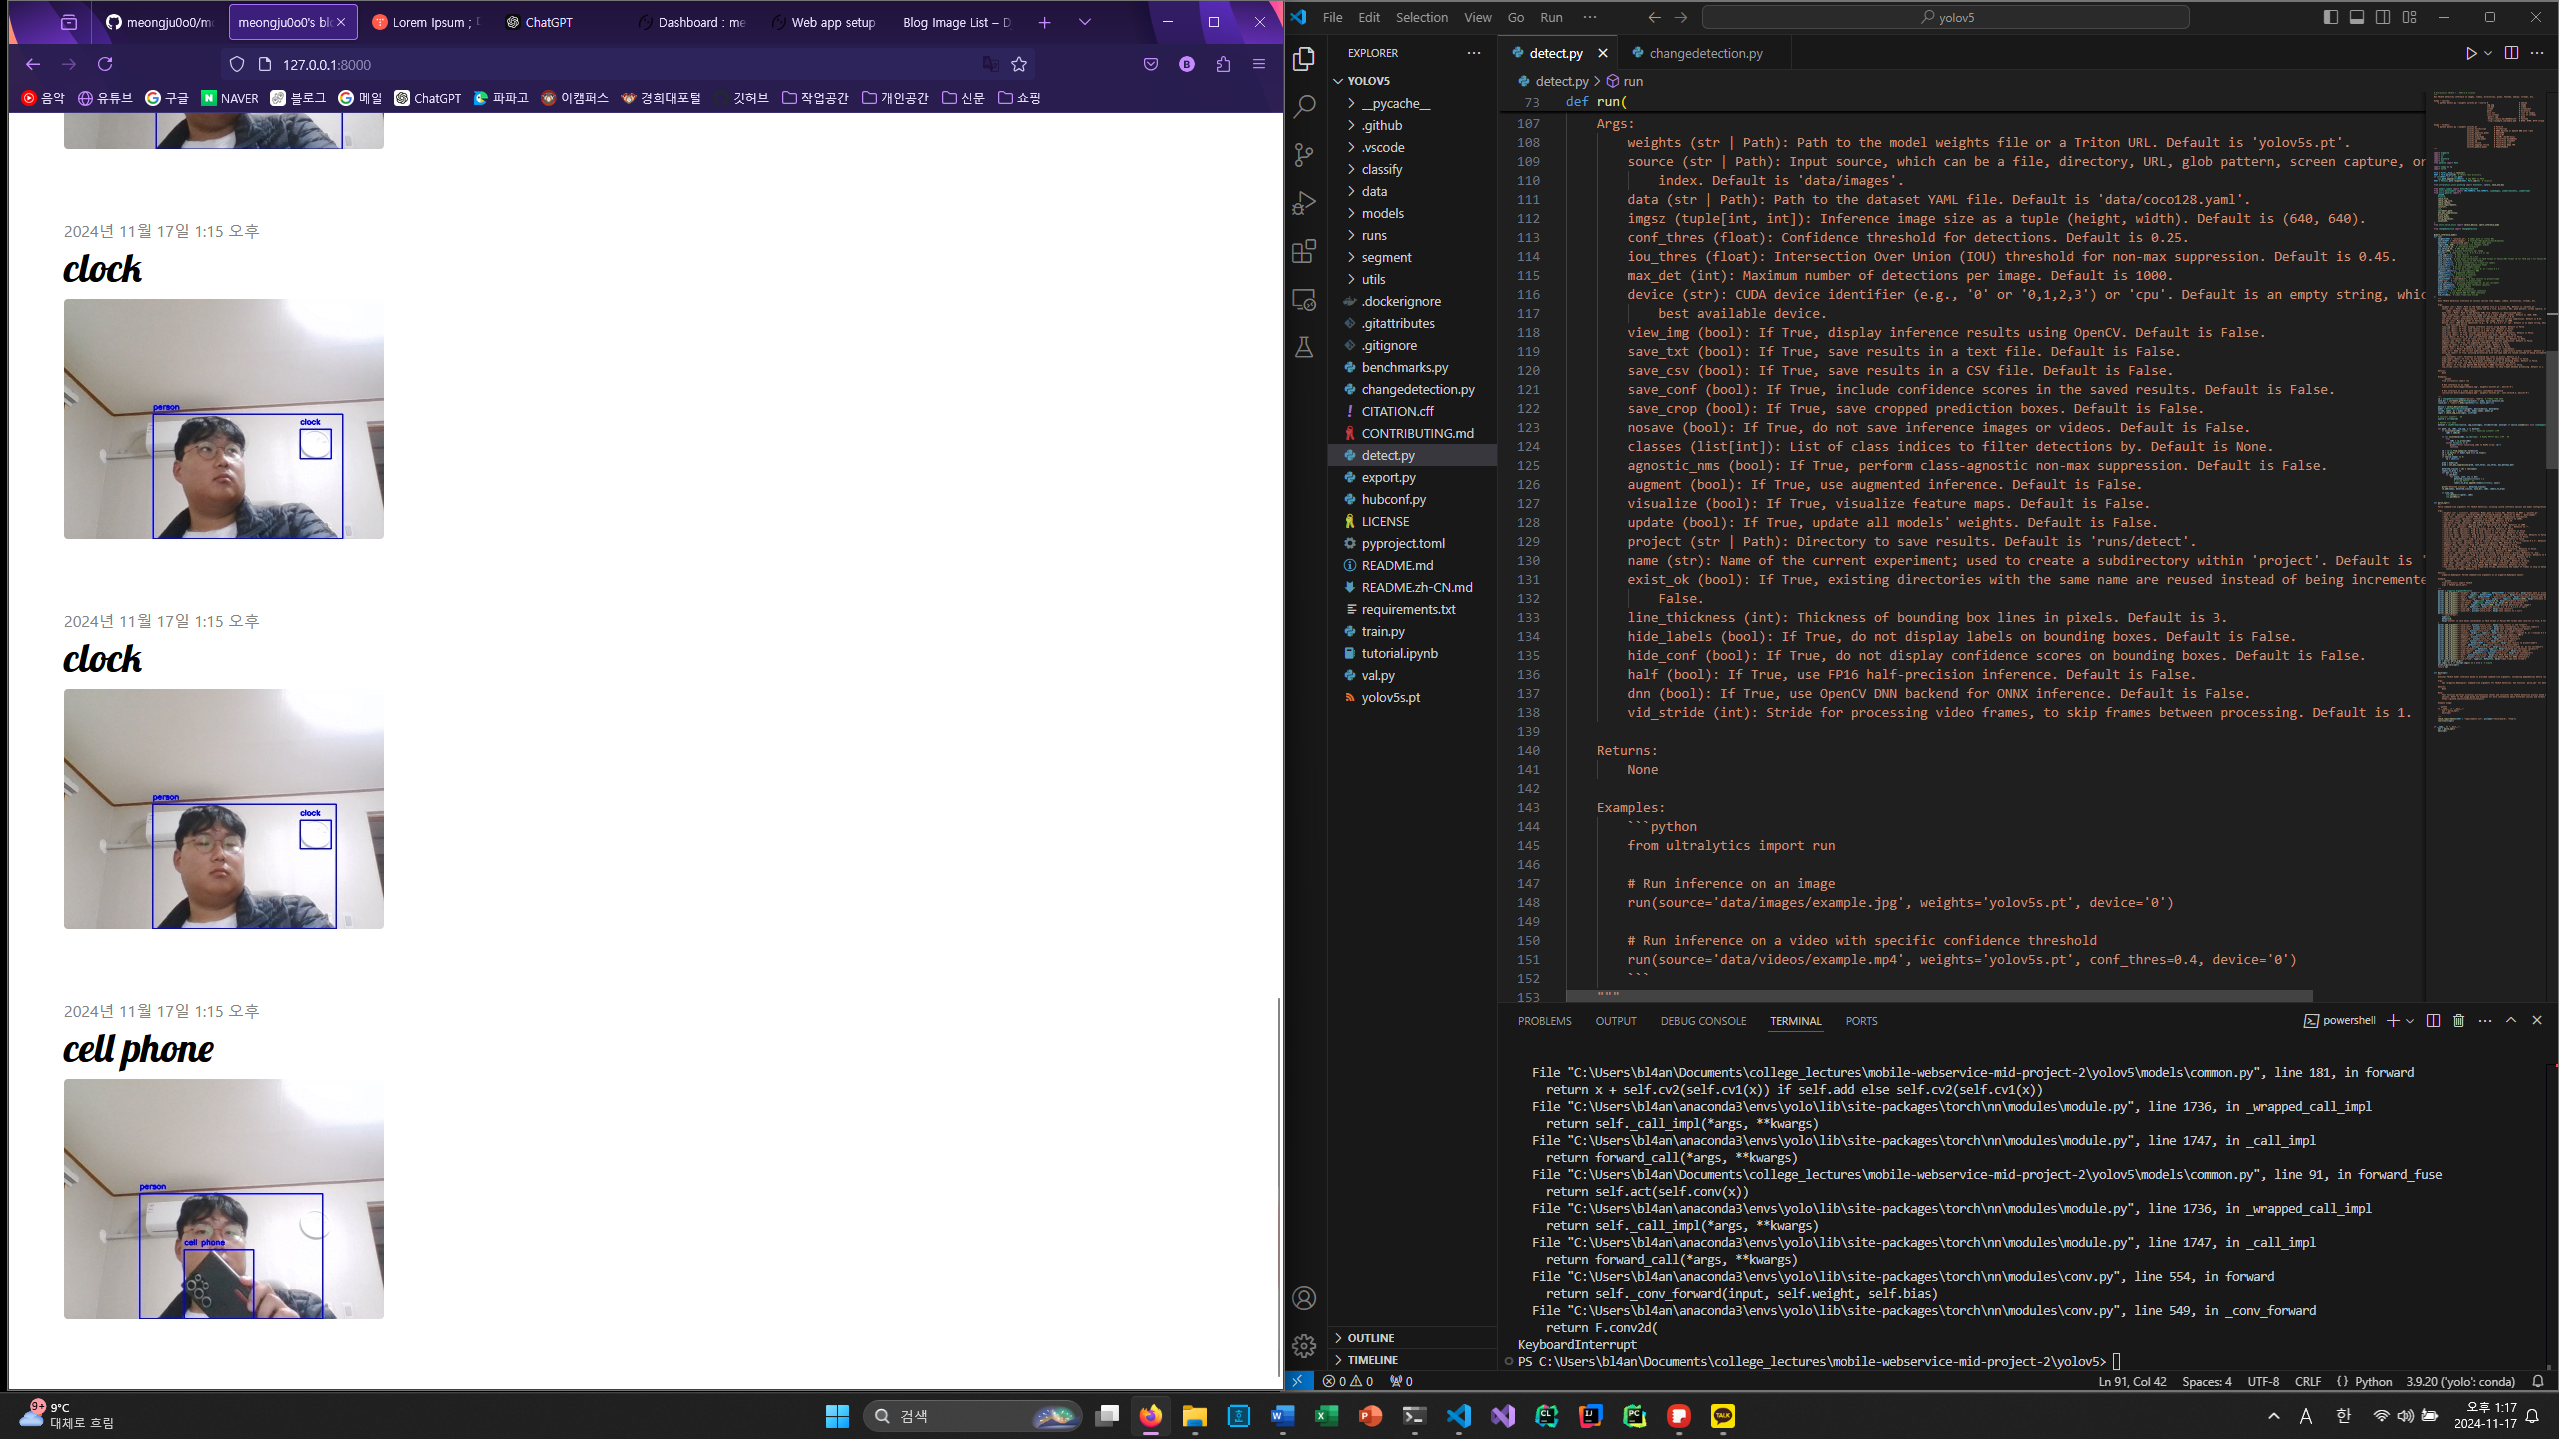 meongju0o0/mo
meongju0o0's blo
Lorem Ipsum ;
ChatGPT
Dashboard : me
Web app setup
Blog Image List – D
127.0.0.1:8000
음악
유튜브
구글
NAVER
블로그
메일
ChatGPT
파파고
이캠퍼스
경희대포털
깃허브
작업공간
개인공간
신문
쇼핑
2024년 11월 17일 1:15 오후
clock
person
clock
2024년 11월 17일 1:15 오후
clock
person
clock
2024년 11월 17일 1:15 오후
cell phone
person
cell phone
File Edit Selection View Go Run ···
yolov5
EXPLORER
YOLOV5
__pycache__
.github
.vscode
classify
data
models
runs
segment
utils
.dockerignore
.gitattributes
.gitignore
benchmarks.py
changedetection.py
CITATION.cff
CONTRIBUTING.md
detect.py
export.py
hubconf.py
LICENSE
pyproject.toml
README.md
README.zh-CN.md
requirements.txt
train.py
tutorial.ipynb
val.py
yolov5s.pt
OUTLINE
TIMELINE
detect.py
changedetection.py
detect.py > run
73 def run(
107 Args:
108 weights (str | Path): Path to the model weights file or a Triton URL. Default is 'yolov5s.pt'.
109 source (str | Path): Input source, which can be a file, directory, URL, glob pattern, screen capture, or
110 index. Default is 'data/images'.
111 data (str | Path): Path to the dataset YAML file. Default is 'data/coco128.yaml'.
112 imgsz (tuple[int, int]): Inference image size as a tuple (height, width). Default is (640, 640).
113 conf_thres (float): Confidence threshold for detections. Default is 0.25.
114 iou_thres (float): Intersection Over Union (IOU) threshold for non-max suppression. Default is 0.45.
115 max_det (int): Maximum number of detections per image. Default is 1000.
116 device (str): CUDA device identifier (e.g., '0' or '0,1,2,3') or 'cpu'. Default is an empty string, whic
117 best available device.
118 view_img (bool): If True, display inference results using OpenCV. Default is False.
119 save_txt (bool): If True, save results in a text file. Default is False.
120 save_csv (bool): If True, save results in a CSV file. Default is False.
121 save_conf (bool): If True, include confidence scores in the saved results. Default is False.
122 save_crop (bool): If True, save cropped prediction boxes. Default is False.
123 nosave (bool): If True, do not save inference images or videos. Default is False.
124 classes (list[int]): List of class indices to filter detections by. Default is None.
125 agnostic_nms (bool): If True, perform class-agnostic non-max suppression. Default is False.
126 augment (bool): If True, use augmented inference. Default is False.
127 visualize (bool): If True, visualize feature maps. Default is False.
128 update (bool): If True, update all models' weights. Default is False.
129 project (str | Path): Directory to save results. Default is 'runs/detect'.
130 name (str): Name of the current experiment; used to create a subdirectory within 'project'. Default is '
131 exist_ok (bool): If True, existing directories with the same name are reused instead of being incremente
132 False.
133 line_thickness (int): Thickness of bounding box lines in pixels. Default is 3.
134 hide_labels (bool): If True, do not display labels on bounding boxes. Default is False.
135 hide_conf (bool): If True, do not display confidence scores on bounding boxes. Default is False.
136 half (bool): If True, use FP16 half-precision inference. Default is False.
137 dnn (bool): If True, use OpenCV DNN backend for ONNX inference. Default is False.
138 vid_stride (int): Stride for processing video frames, to skip frames between processing. Default is 1.
139
140 Returns:
141 None
142
143 Examples:
144 ```python
145 from ultralytics import run
146
147 # Run inference on an image
148 run(source='data/images/example.jpg', weights='yolov5s.pt', device='0')
149
150 # Run inference on a video with specific confidence threshold
151 run(source='data/videos/example.mp4', weights='yolov5s.pt', conf_thres=0.4, device='0')
152 ```
153 """
PROBLEMS OUTPUT DEBUG CONSOLE TERMINAL PORTS
powershell
File "C:\Users\bl4an\Documents\college_lectures\mobile-webservice-mid-project-2\yolov5\models\common.py", line 181, in forward
return x + self.cv2(self.cv1(x)) if self.add else self.cv2(self.cv1(x))
File "C:\Users\bl4an\anaconda3\envs\yolo\lib\site-packages\torch\nn\modules\module.py", line 1736, in _wrapped_call_impl
return self._call_impl(*args, **kwargs)
File "C:\Users\bl4an\anaconda3\envs\yolo\lib\site-packages\torch\nn\modules\module.py", line 1747, in _call_impl
return forward_call(*args, **kwargs)
File "C:\Users\bl4an\Documents\college_lectures\mobile-webservice-mid-project-2\yolov5\models\common.py", line 91, in forward_fuse
return self.act(self.conv(x))
File "C:\Users\bl4an\anaconda3\envs\yolo\lib\site-packages\torch\nn\modules\module.py", line 1736, in _wrapped_call_impl
return self._call_impl(*args, **kwargs)
File "C:\Users\bl4an\anaconda3\envs\yolo\lib\site-packages\torch\nn\modules\module.py", line 1747, in _call_impl
return forward_call(*args, **kwargs)
File "C:\Users\bl4an\anaconda3\envs\yolo\lib\site-packages\torch\nn\modules\conv.py", line 554, in forward
return self._conv_forward(input, self.weight, self.bias)
File "C:\Users\bl4an\anaconda3\envs\yolo\lib\site-packages\torch\nn\modules\conv.py", line 549, in _conv_forward
return F.conv2d(
KeyboardInterrupt
PS C:\Users\bl4an\Documents\college_lectures\mobile-webservice-mid-project-2\yolov5>
0 0 0
Ln 91, Col 42 Spaces: 4 UTF-8 CRLF {} Python 3.9.20 ('yolo': conda)
9+
9°C
대체로 흐림
검색
A 한
오후 1:17
2024-11-17